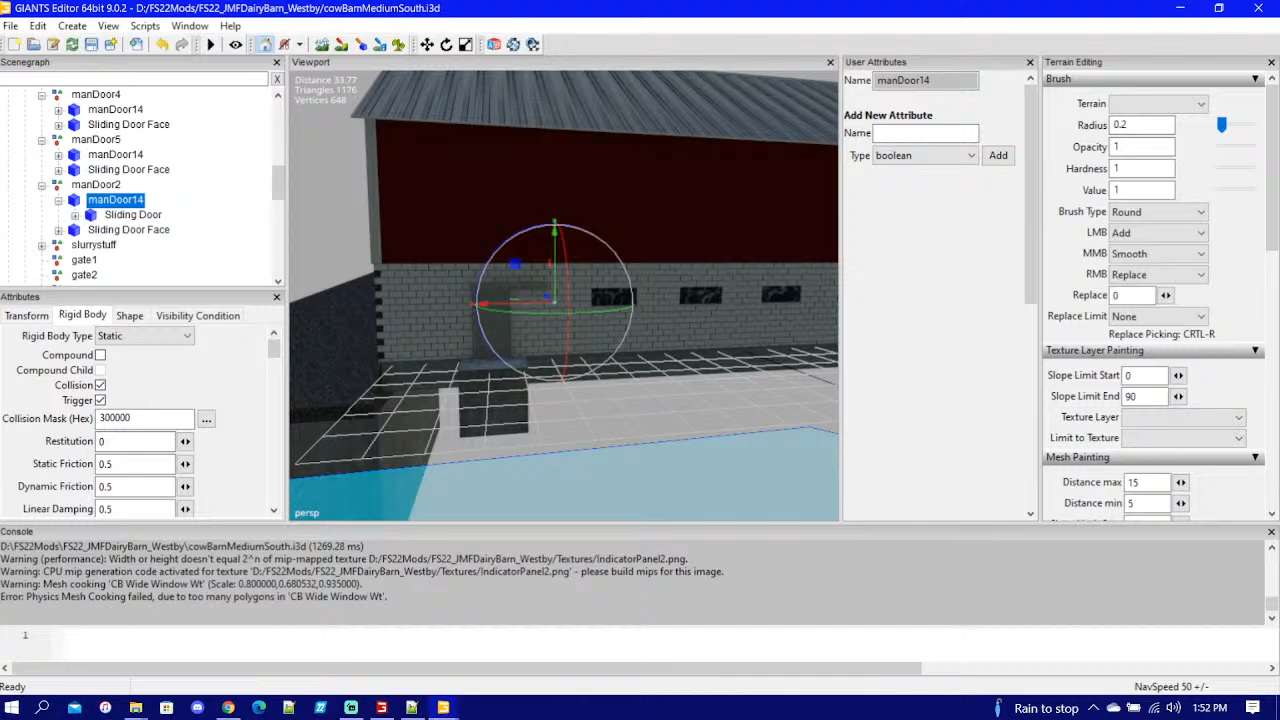 GIANTS Editor 64bit 9.0.2 - D:/FS22Mods/FS22_JMFDairyBarn_Westby/cowBarnMediumSouth.i3d
File Edit Create View Scripts Window Help
Scenegraph
X
manDoor4
manDoor14
Sliding Door Face
manDoor5
manDoor14
Sliding Door Face
manDoor2
manDoor14
Sliding Door
Sliding Door Face
slurrystuff
gate1
gate2
Attributes
Transform Rigid Body Shape Visibility Condition
Rigid Body Type Static
Compound
Compound Child
Collision
Trigger
Collision Mask (Hex) 300000 ...
Restitution 0
Static Friction 0.5
Dynamic Friction 0.5
Linear Damping 0.5
Viewport
Distance 33.77
Triangles 1176
Vertices 648
persp
User Attributes
Name manDoor14
Add New Attribute
Name
Type boolean Add
Terrain Editing
Brush
Terrain
Radius 0.2
Opacity 1
Hardness 1
Value 1
Brush Type Round
LMB Add
MMB Smooth
RMB Replace
Replace 0
Replace Limit None
Replace Picking: CRTL-R
Texture Layer Painting
Slope Limit Start 0
Slope Limit End 90
Texture Layer
Limit to Texture
Mesh Painting
Distance max 15
Distance min 5
Console
D:\FS22Mods\FS22_JMFDairyBarn_Westby\cowBarnMediumSouth.i3d (1269.28 ms)
Warning (performance): Width or height doesn't equal 2^n of mip-mapped texture D:/FS22Mods/FS22_JMFDairyBarn_Westby/Textures/IndicatorPanel2.png.
Warning: CPU mip generation code activated for texture 'D:/FS22Mods/FS22_JMFDairyBarn_Westby/Textures/IndicatorPanel2.png' - please build mips for this image.
Warning: Mesh cooking 'CB Wide Window Wt' (Scale: 0.800000,0.680532,0.935000).
Error: Physics Mesh Cooking failed, due to too many polygons in 'CB Wide Window Wt'.
1
Ready
NavSpeed 50 +/-
Rain to stop
1:52 PM